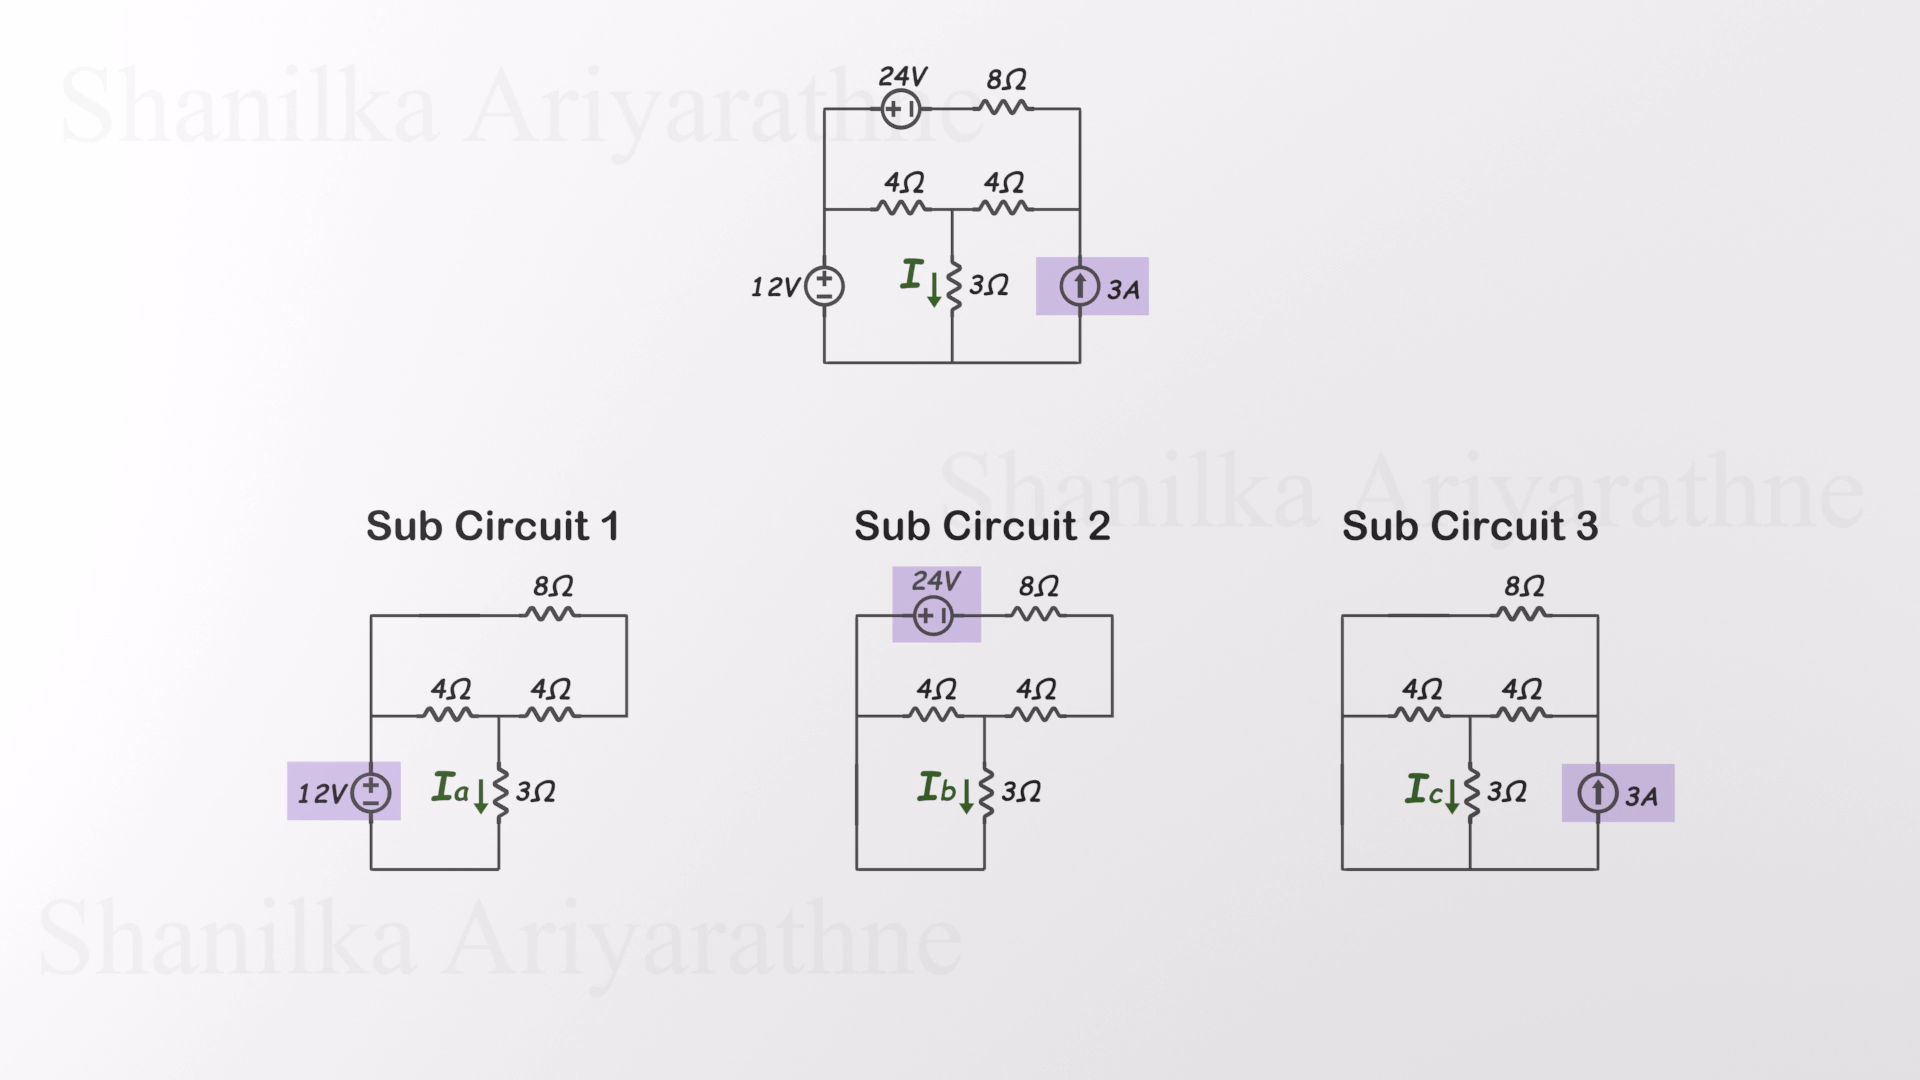 Shanilka Ariyarathne
24V
8Ω
4Ω
4Ω
12V
I
3Ω
3A
Shanilka Ariyarathne
Sub Circuit 1
Sub Circuit 2
Sub Circuit 3
8Ω
4Ω
4Ω
12V
Ia
3Ω
24V
8Ω
4Ω
4Ω
Ib
3Ω
8Ω
4Ω
4Ω
Ic
3Ω
3A
Shanilka Ariyarathne